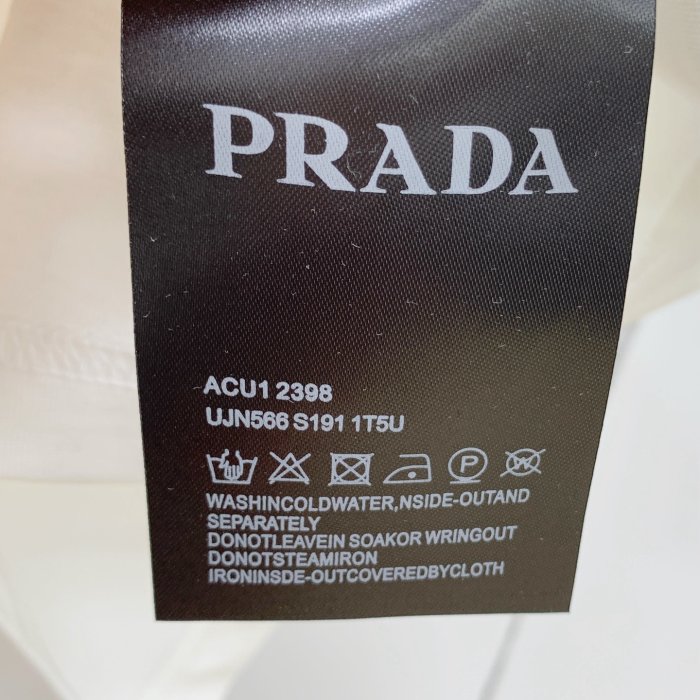 PRADA
ACU1 2398
UJN566 S191 1T5U
P W
WASHINCOLDWATER,NSIDE-OUTAND
SEPARATELY
DONOTLEAVEIN SOAKOR WRINGOUT
DONOTSTEAMIRON
IRONINSDE-OUTCOVEREDBYCLOTH